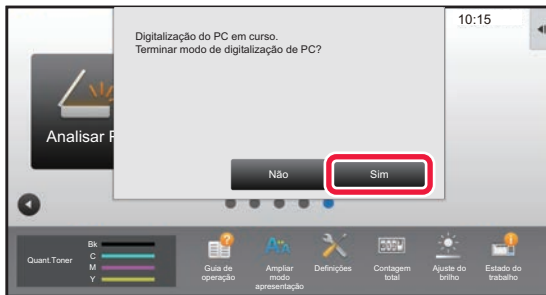 10:15
Digitalização do PC em curso.
Terminar modo de digitalização de PC?
Analisar
Não
Sim
Quant.Toner
Bk
C
M
Y
Guia de
operação
Ampliar
modo
apresentação
Definições
Contagem
total
Ajuste do
brilho
Estado do
trabalho